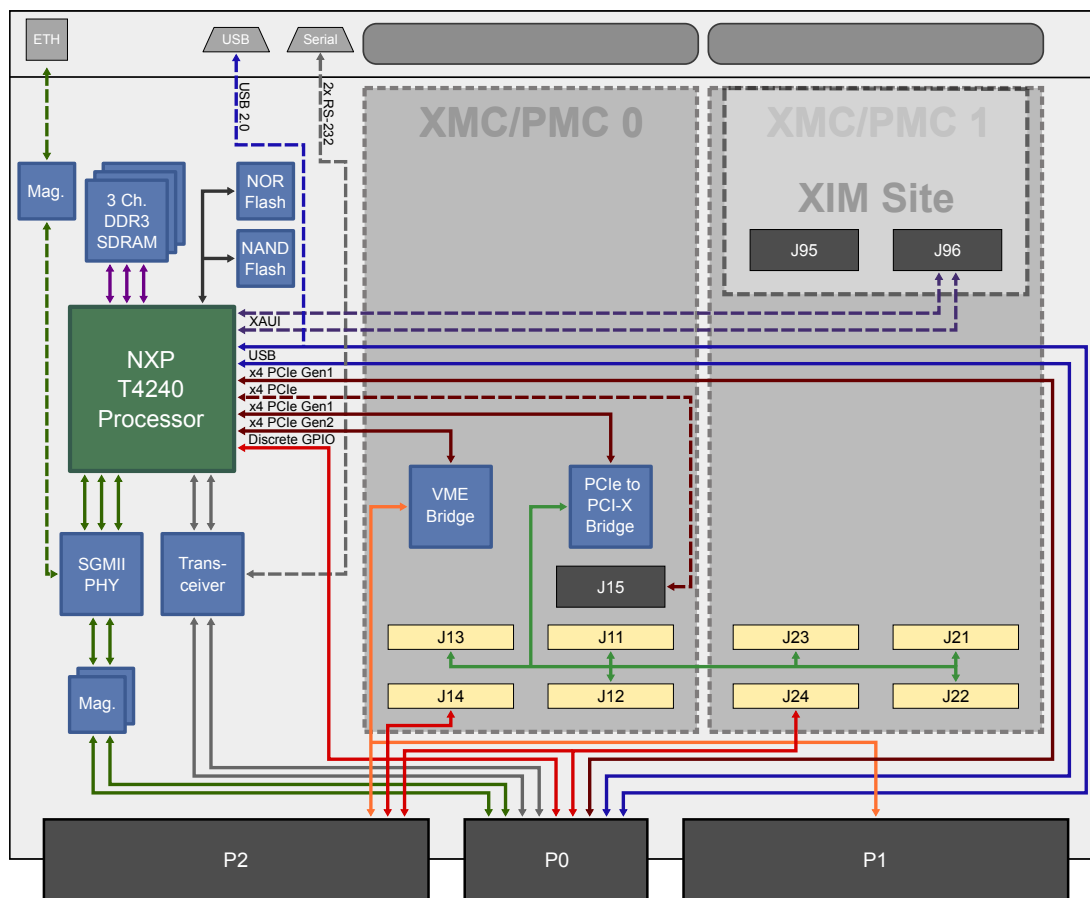 ETH
USB
Serial
USB 2.0
2x RS-232
XMC/PMC 0
XMC/PMC 1
XIM Site
J95
J96
Mag.
3 Ch.
DDR3
SDRAM
NOR
Flash
NAND
Flash
NXP
T4240
Processor
XAUI
USB
x4 PCIe Gen1
x4 PCIe
x4 PCIe Gen1
x4 PCIe Gen2
Discrete GPIO
VME
Bridge
PCIe to
PCI-X
Bridge
SGMII
PHY
Trans-
ceiver
J15
J13
J11
J23
J21
J14
J12
J24
J22
Mag.
P2
P0
P1